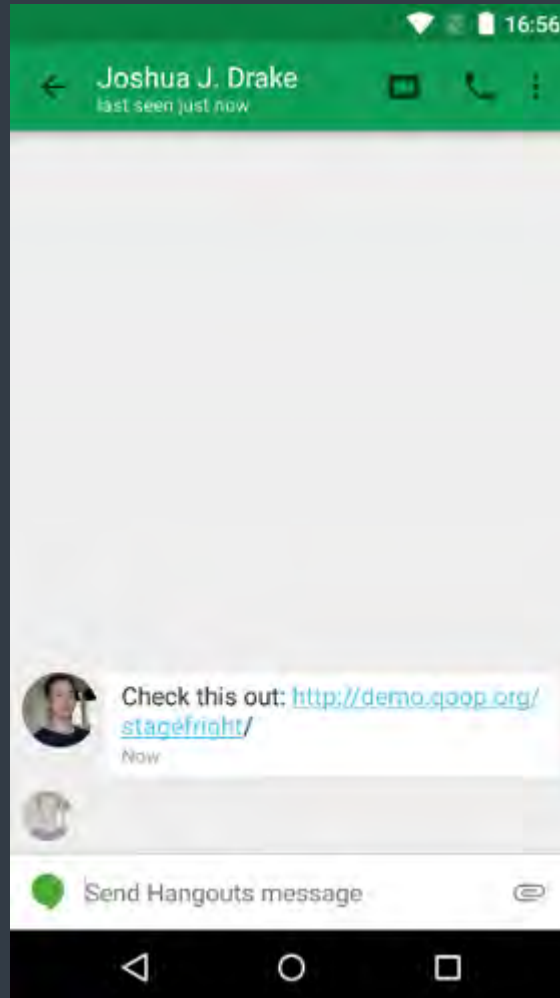 16:56
Joshua J. Drake
last seen just now
Check this out: http://demo.qoop.org/
stagefright/
Now
Send Hangouts message